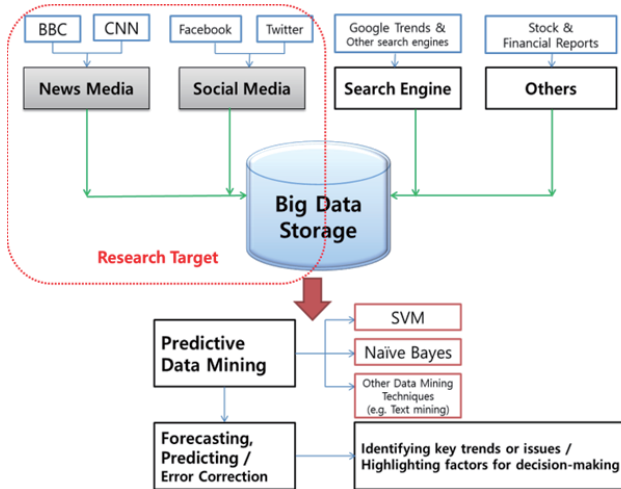 BBC
CNN
Facebook
Twitter
Google Trends &
Other search engines
Stock &
Financial Reports
News Media
Social Media
Search Engine
Others
Big Data
Storage
Research Target
Predictive
Data Mining
SVM
Naïve Bayes
Other Data Mining
Techniques
(e.g. Text mining)
Forecasting,
Predicting /
Error Correction
Identifying key trends or issues /
Highlighting factors for decision-making